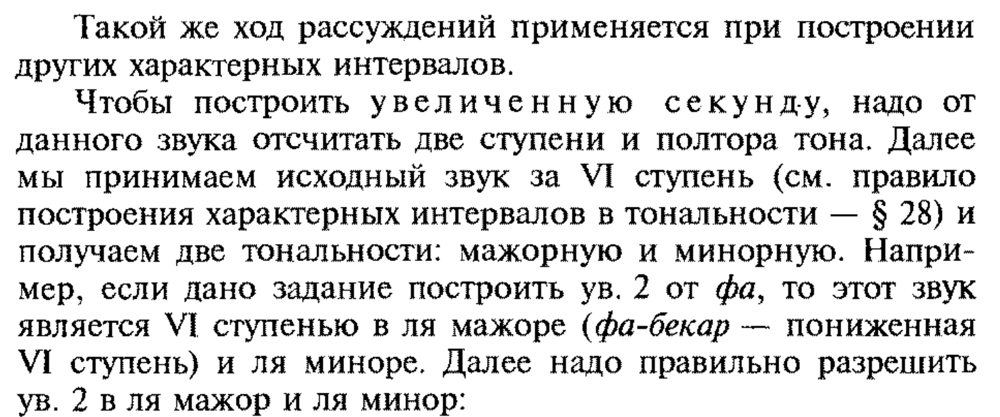 Такой же ход рассуждений применяется при построении
других характерных интервалов.
Чтобы построить увеличенную секунду, надо от
данного звука отсчитать две ступени и полтора тона. Далее
мы принимаем исходный звук за VI ступень (см. правило
построения характерных интервалов в тональности — § 28) и
получаем две тональности: мажорную и минорную. Напри-
мер, если дано задание построить ув. 2 от фа, то этот звук
является VI ступенью в ля мажоре (фа-бекар — пониженная
VI ступень) и ля миноре. Далее надо правильно разрешить
ув. 2 в ля мажор и ля минор: